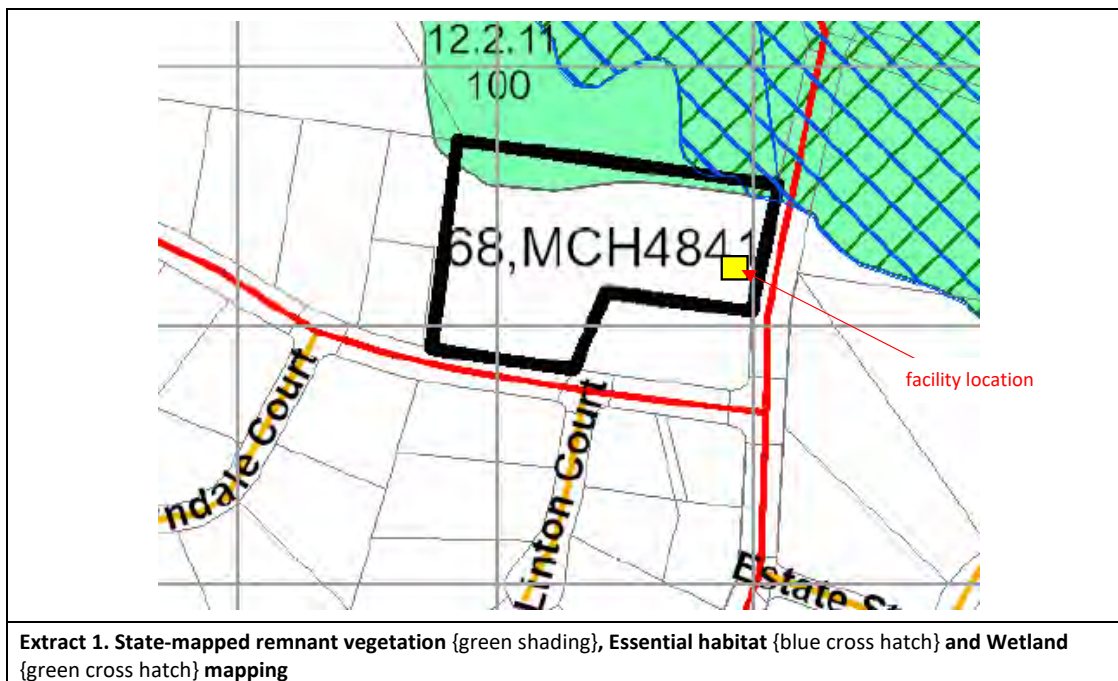 12.2.11
100
68,MCH4841
facility location
ndale Court
Linton Court
Estate St
Extract 1. State-mapped remnant vegetation {green shading}, Essential habitat {blue cross hatch} and Wetland
{green cross hatch} mapping